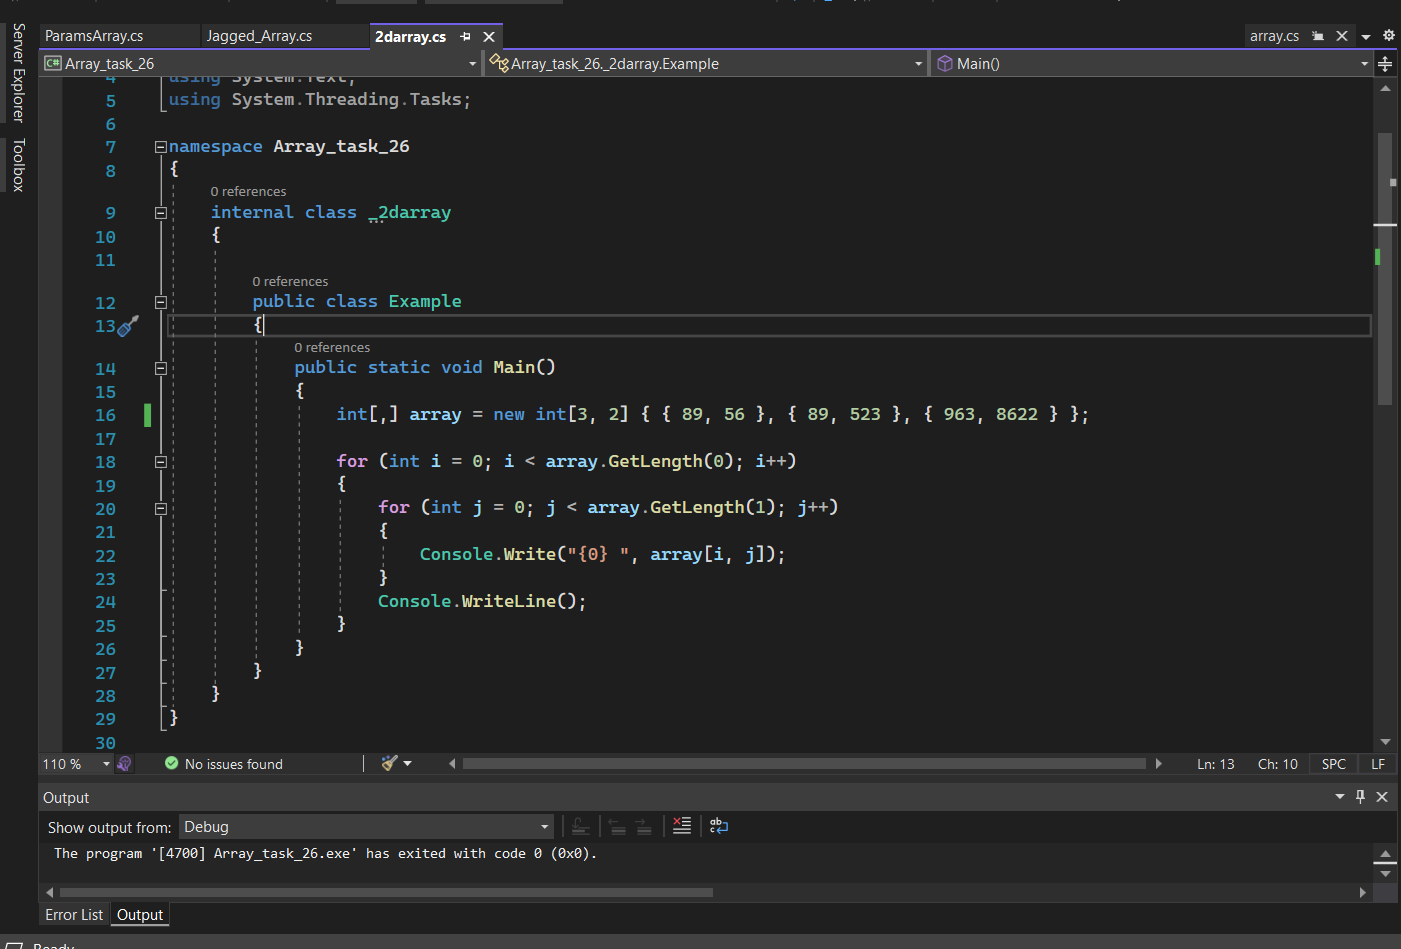 Server Explorer
Toolbox
ParamsArray.cs
Jagged_Array.cs
2darray.cs
array.cs
C# Array_task_26
Array_task_26._2darray.Example
Main()
4 using System.Text;
5 using System.Threading.Tasks;
6
7 namespace Array_task_26
8 {
0 references
9 internal class _2darray
10 {
11
0 references
12 public class Example
13 {
0 references
14 public static void Main()
15 {
16 int[,] array = new int[3, 2] { { 89, 56 }, { 89, 523 }, { 963, 8622 } };
17
18 for (int i = 0; i < array.GetLength(0); i++)
19 {
20 for (int j = 0; j < array.GetLength(1); j++)
21 {
22 Console.Write("{0} ", array[i, j]);
23 }
24 Console.WriteLine();
25 }
26 }
27 }
28 }
29 }
30
110 %
No issues found
Ln: 13 Ch: 10 SPC LF
Output
Show output from: Debug
The program '[4700] Array_task_26.exe' has exited with code 0 (0x0).
Error List Output
Ready